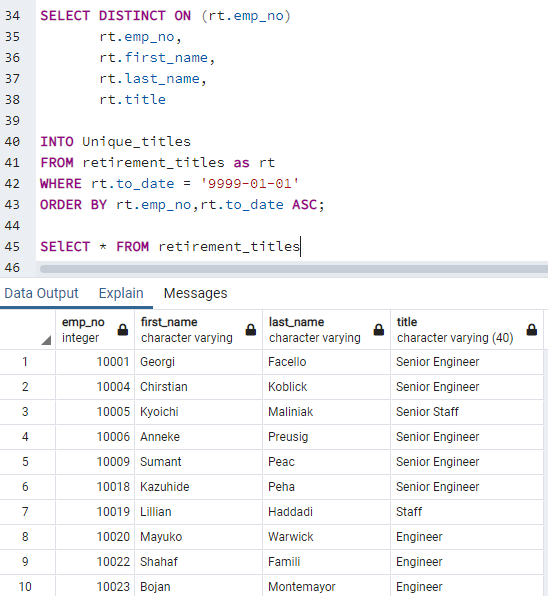 34 SELECT DISTINCT ON (rt.emp_no)
35 rt.emp_no,
36 rt.first_name,
37 rt.last_name,
38 rt.title
39
40 INTO Unique_titles
41 FROM retirement_titles as rt
42 WHERE rt.to_date = '9999-01-01'
43 ORDER BY rt.emp_no,rt.to_date ASC;
44
45 SElECT * FROM retirement_titles
46
Data Output Explain Messages
emp_no first_name last_name title
integer character varying character varying character varying (40)
1 10001 Georgi Facello Senior Engineer
2 10004 Chirstian Koblick Senior Engineer
3 10005 Kyoichi Maliniak Senior Staff
4 10006 Anneke Preusig Senior Engineer
5 10009 Sumant Peac Senior Engineer
6 10018 Kazuhide Peha Senior Engineer
7 10019 Lillian Haddadi Staff
8 10020 Mayuko Warwick Engineer
9 10022 Shahaf Famili Engineer
10 10023 Bojan Montemayor Engineer